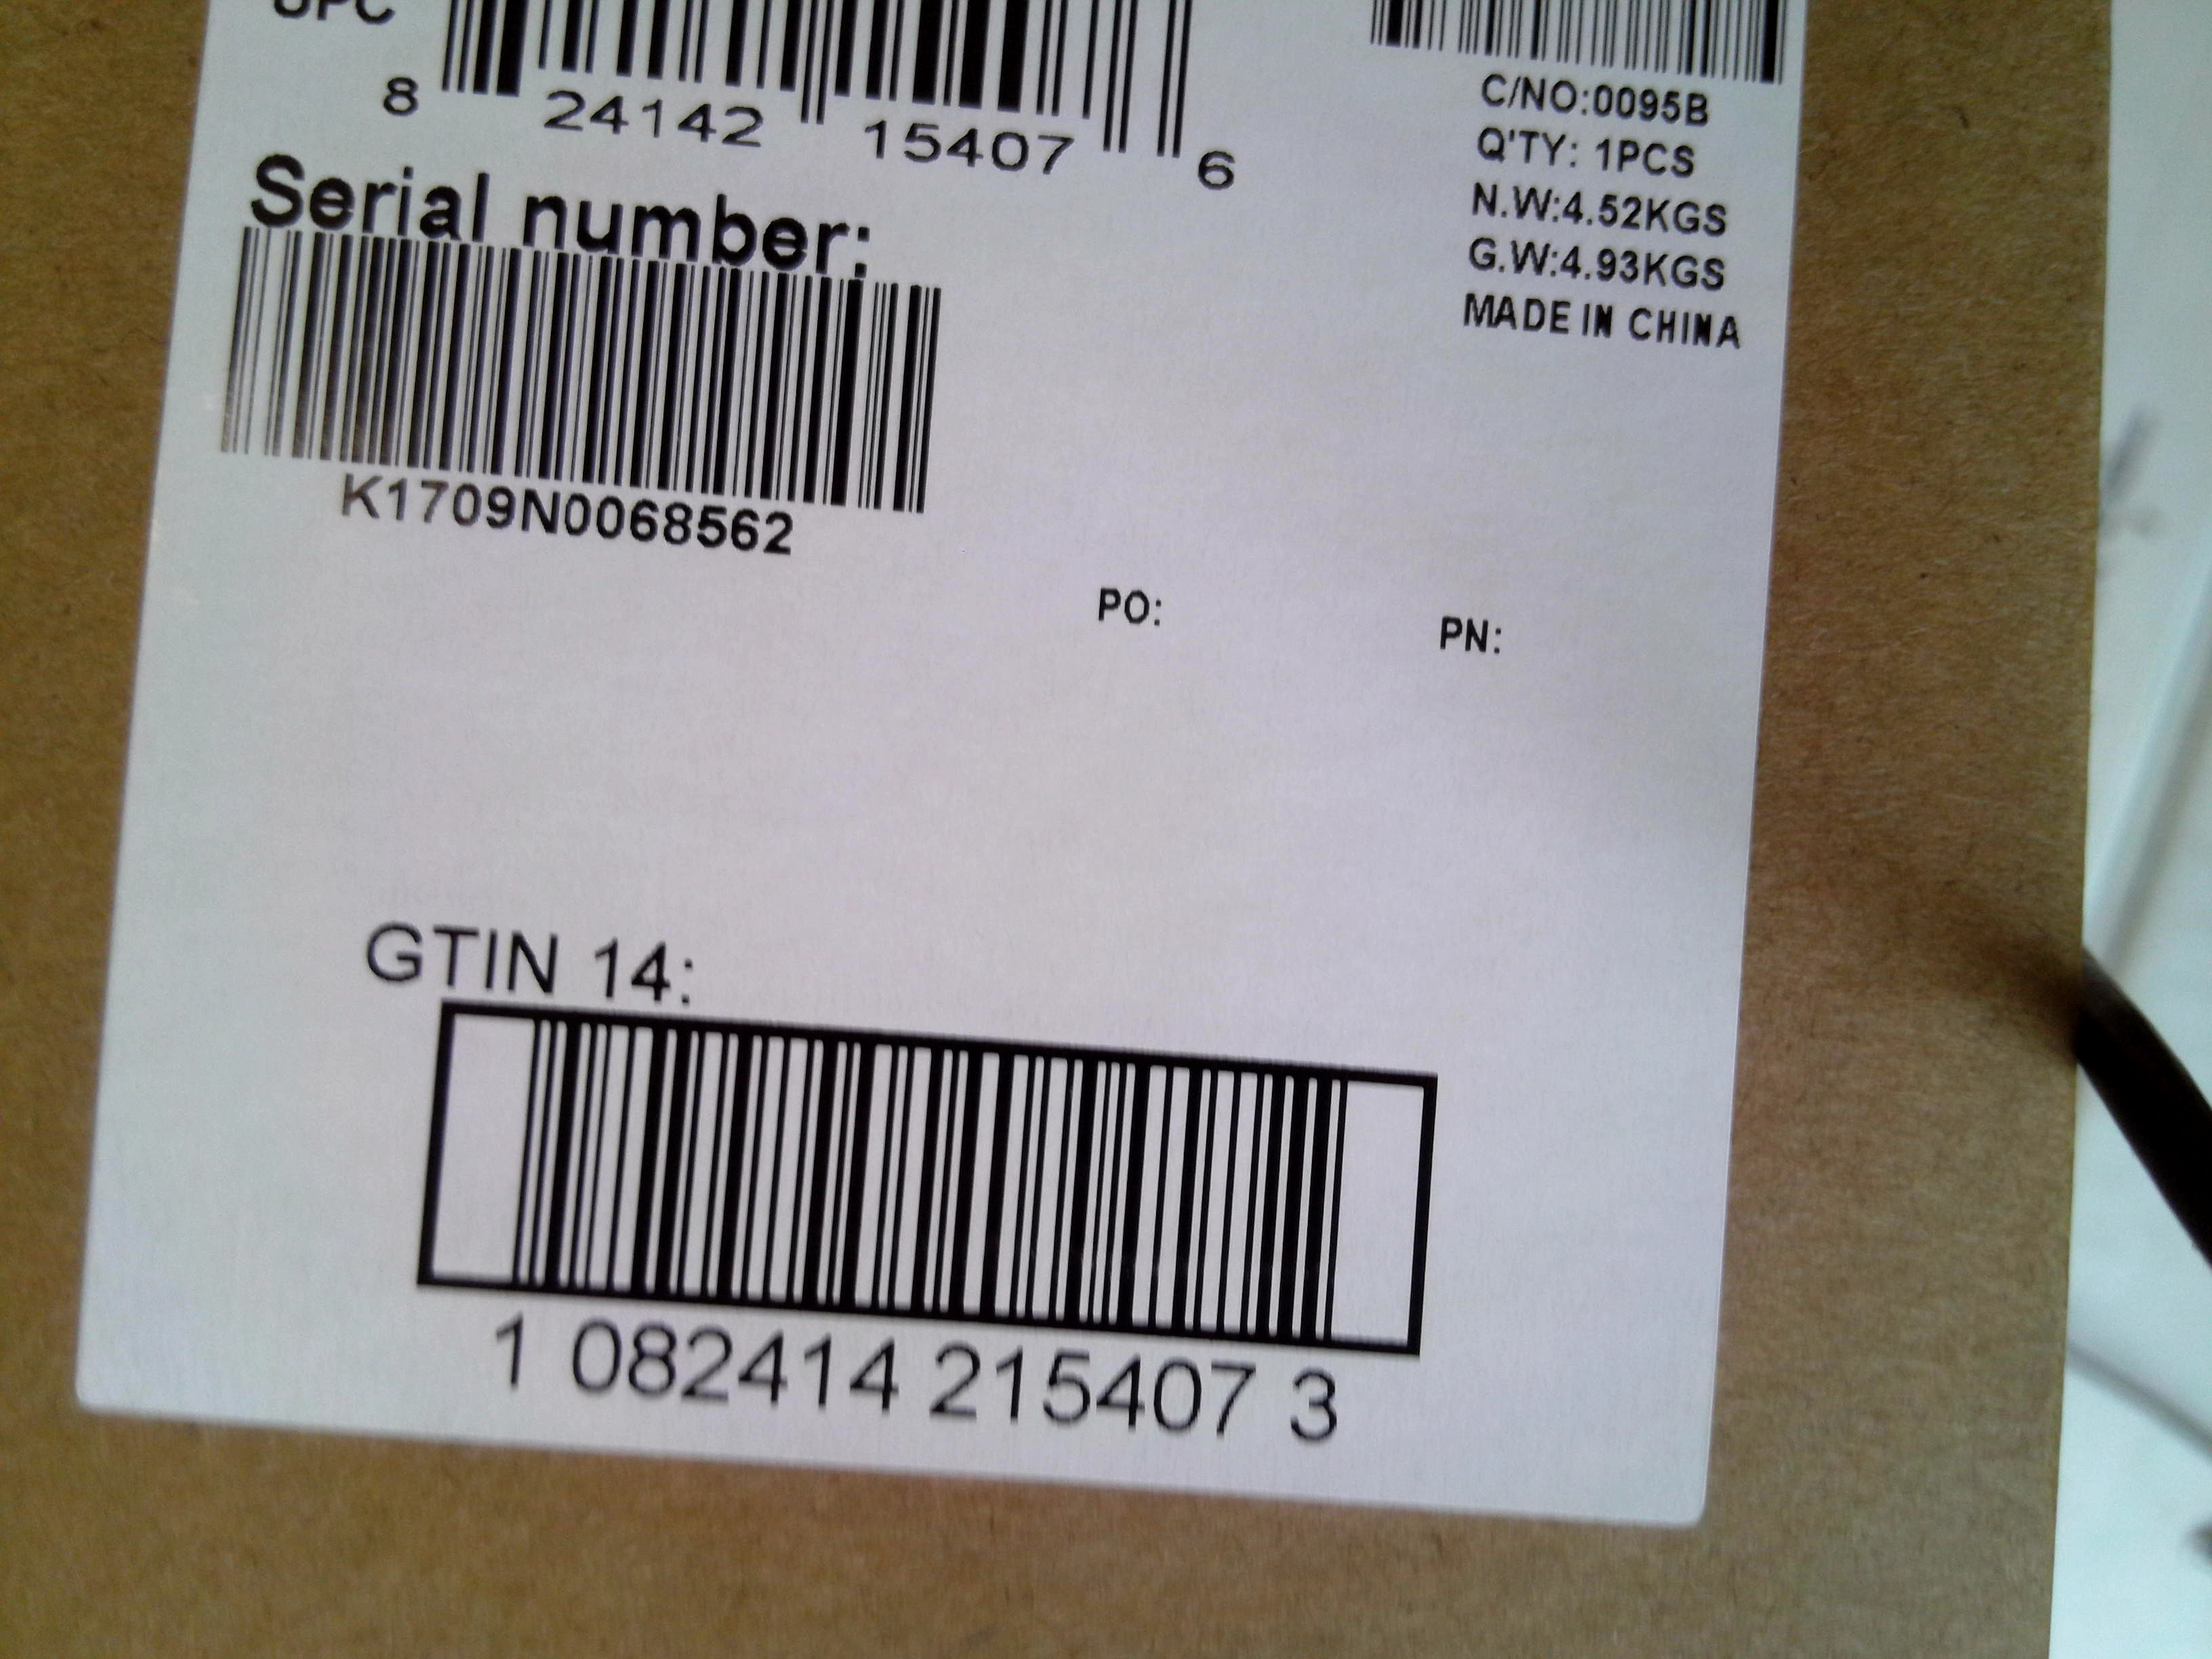 UPC
8 24142 15407 6
C/NO:0095B
Q'TY: 1PCS
N.W:4.52KGS
G.W:4.93KGS
MADE IN CHINA
Serial number:
K1709N0068562
PO: PN:
GTIN 14:
1 082414 215407 3